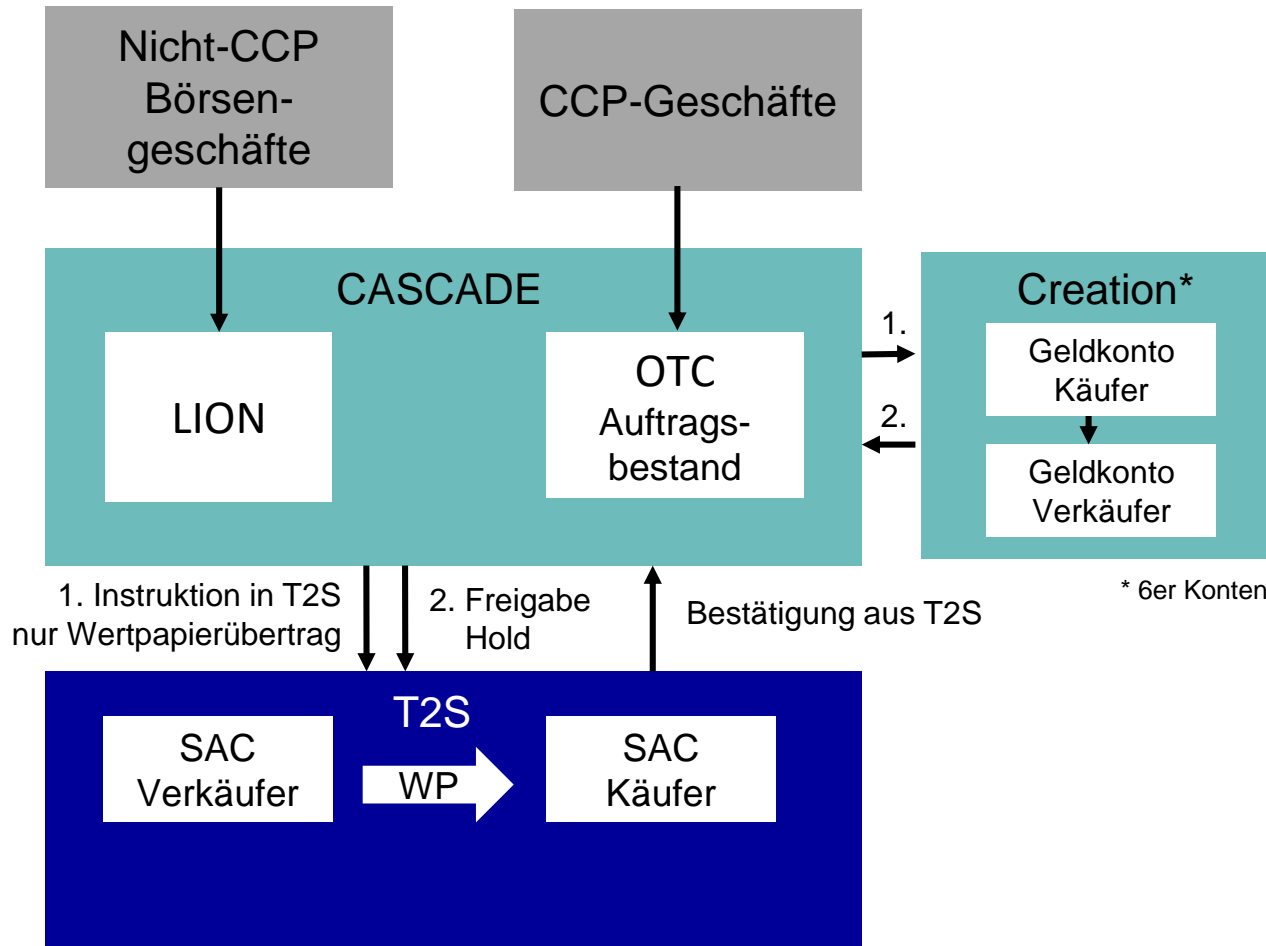 Nicht-CCP
Börsen-
geschäfte
CCP-Geschäfte
CASCADE
LION
OTC
Auftrags-
bestand
1.
2.
Creation*
Geldkonto
Käufer
Geldkonto
Verkäufer
* 6er Konten
1. Instruktion in T2S
nur Wertpapierübertrag
2. Freigabe
Hold
Bestätigung aus T2S
T2S
SAC
Verkäufer
WP
SAC
Käufer